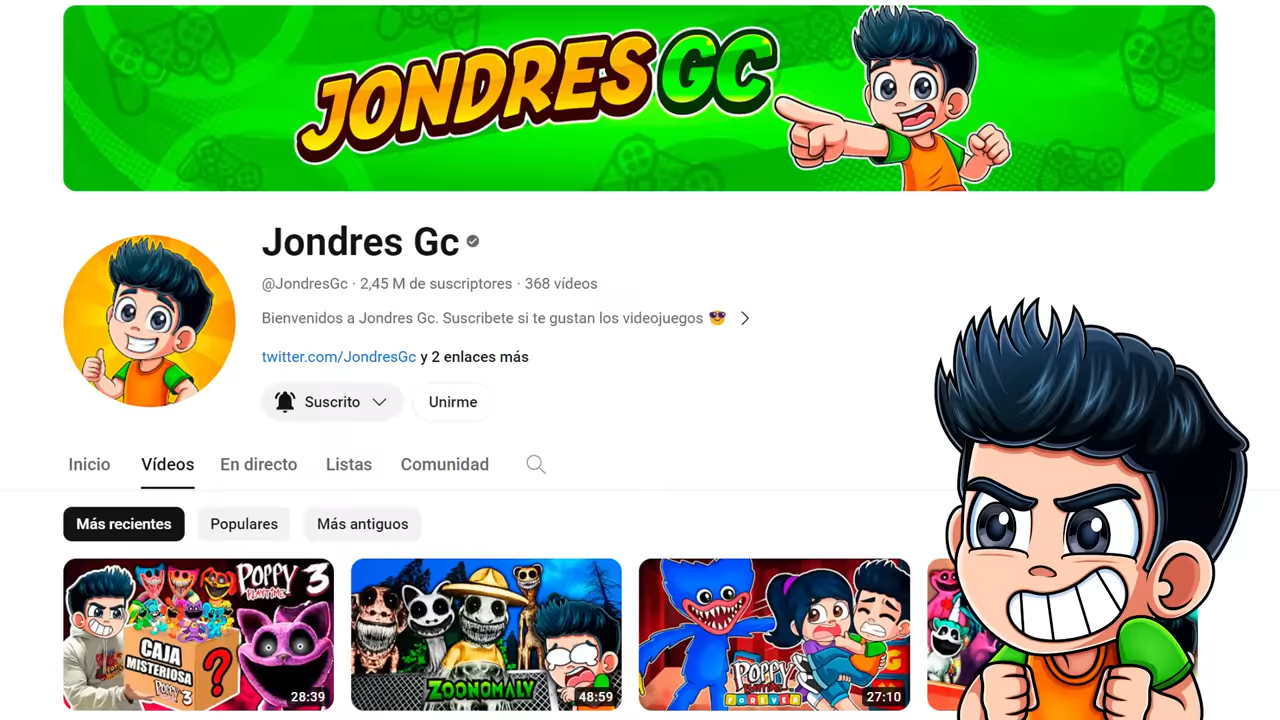 JONDRES GC
Jondres Gc
@JondresGc · 2,45 M de suscriptores · 368 vídeos
Bienvenidos a Jondres Gc. Suscribete si te gustan los videojuegos 😎
twitter.com/JondresGc y 2 enlaces más
Suscrito
Unirme
Inicio
Vídeos
En directo
Listas
Comunidad
Más recientes
Populares
Más antiguos
POPPY 3
PLAYTIME
CAJA
MISTERIOSA
POPPY 3
?
28:39
ZOONOMALY
48:59
POPPY
FOREVER
27:10